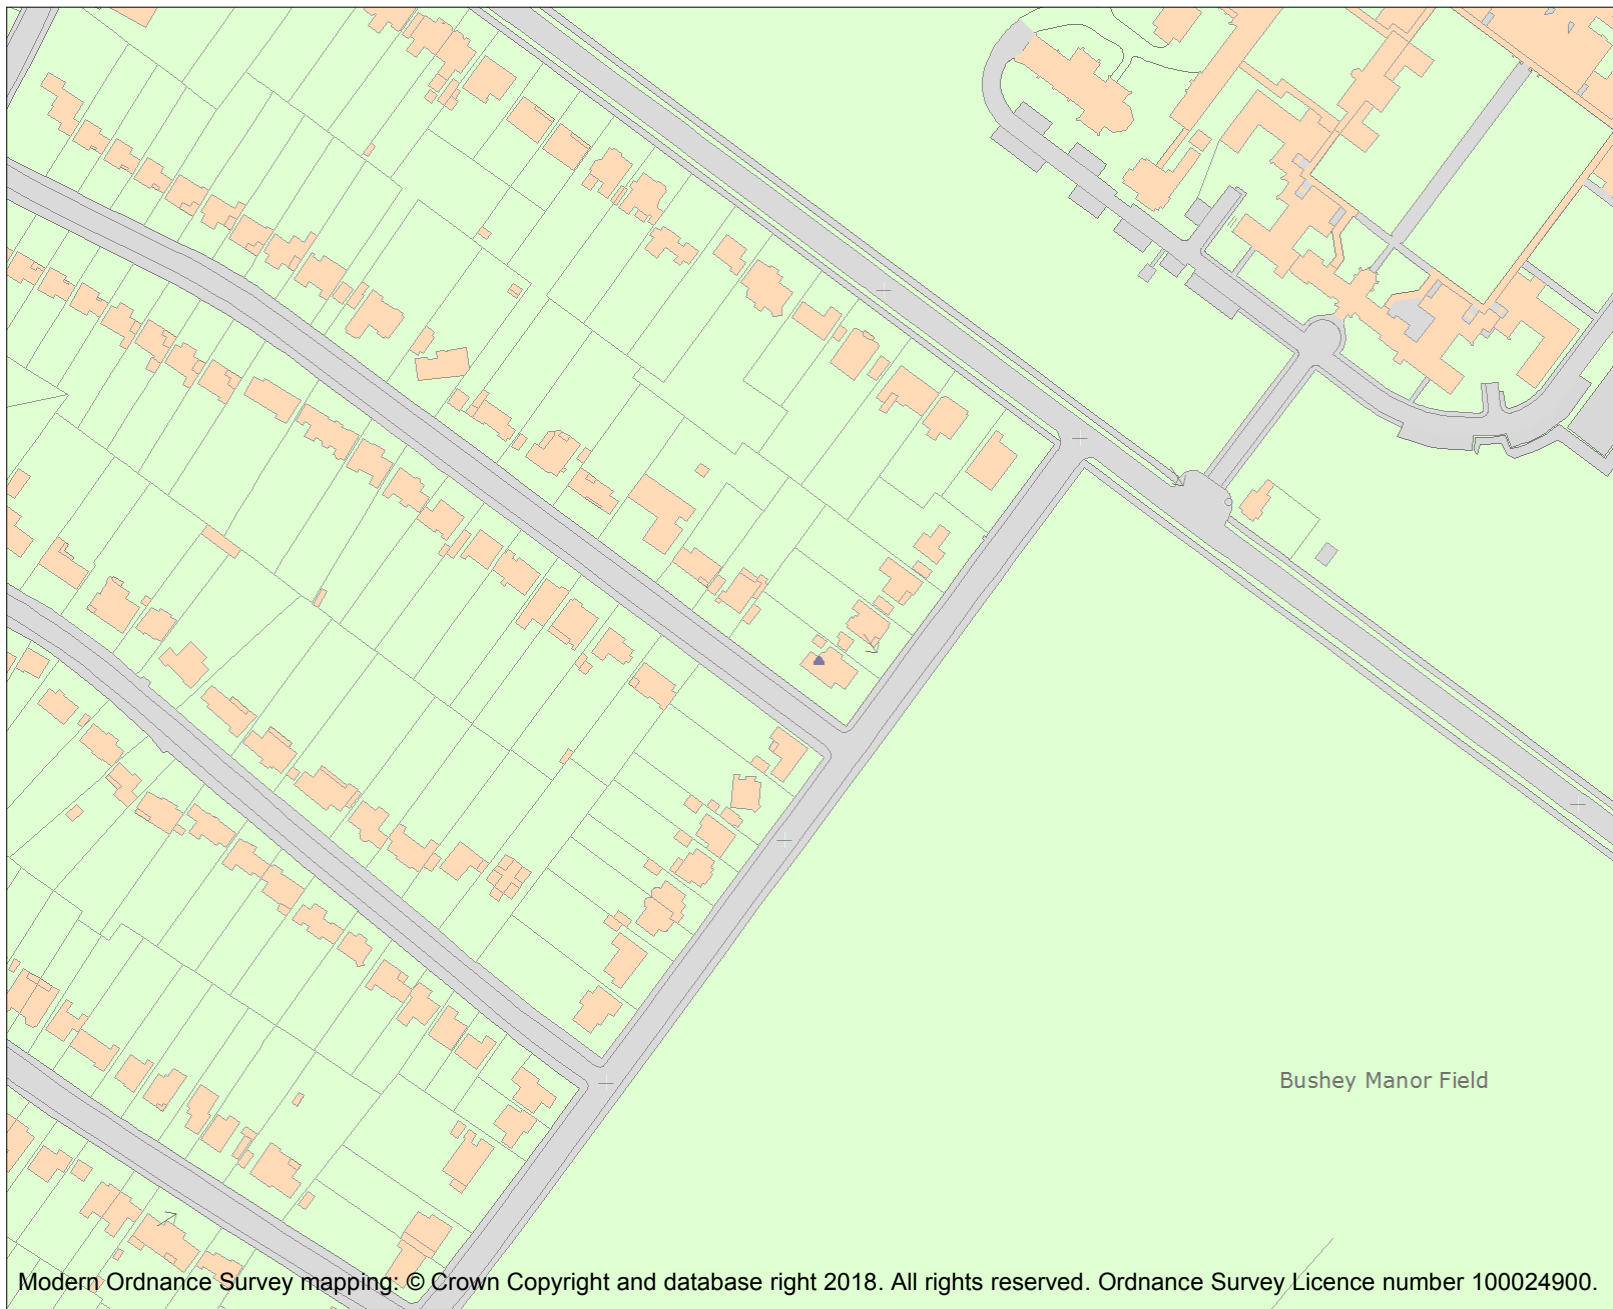 Bushey Manor Field
Modern Ordnance Survey mapping: © Crown Copyright and database right 2018. All rights reserved. Ordnance Survey Licence number 100024900.